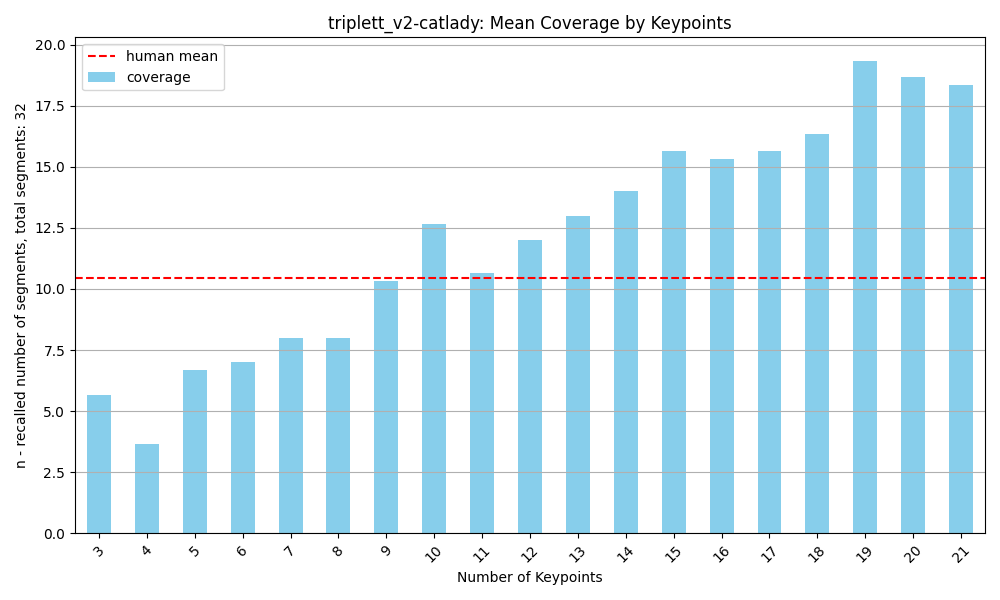 triplett_v2-catlady: Mean Coverage by Keypoints
human mean
coverage
n - recalled number of segments, total segments: 32
20.0
17.5
15.0
12.5
10.0
7.5
5.0
2.5
0.0
3 4 5 6 7 8 9 10 11 12 13 14 15 16 17 18 19 20 21
Number of Keypoints